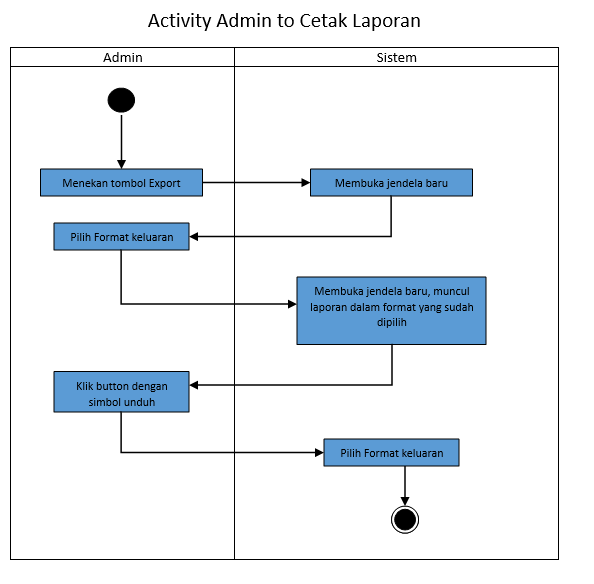 Activity Admin to Cetak Laporan
Admin
Sistem
Menekan tombol Export
Membuka jendela baru
Pilih Format keluaran
Membuka jendela baru, muncul
laporan dalam format yang sudah
dipilih
Klik button dengan
simbol unduh
Pilih Format keluaran